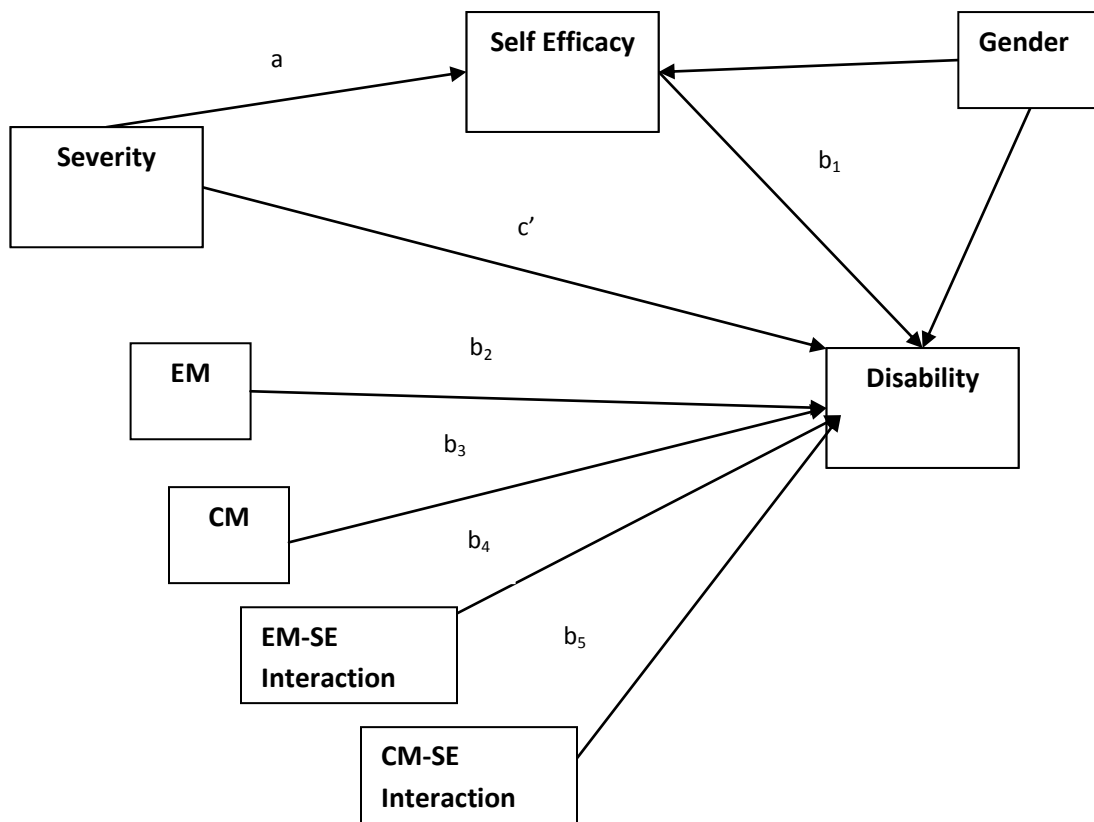 Self Efficacy
Gender
a
Severity
b₁
c’
b₂
EM
Disability
b₃
CM
b₄
EM-SE
Interaction
b₅
CM-SE
Interaction